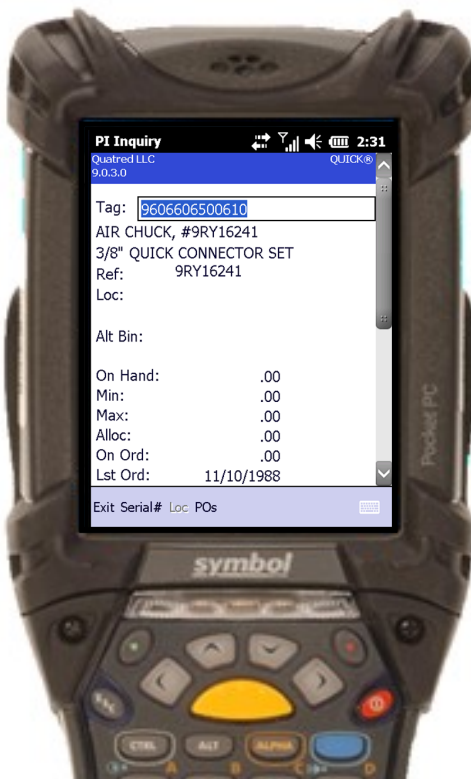 PI Inquiry 2:31
Quatred LLC QUICK®
9.0.3.0
Tag: 9606606500610
AIR CHUCK, #9RY16241
3/8" QUICK CONNECTOR SET
Ref: 9RY16241
Loc:
Alt Bin:
On Hand: .00
Min: .00
Max: .00
Alloc: .00
On Ord: .00
Lst Ord: 11/10/1988
Exit Serial# Loc POs
Pocket PC
symbol
ESC
CTRL ALT ALPHA
A B C D